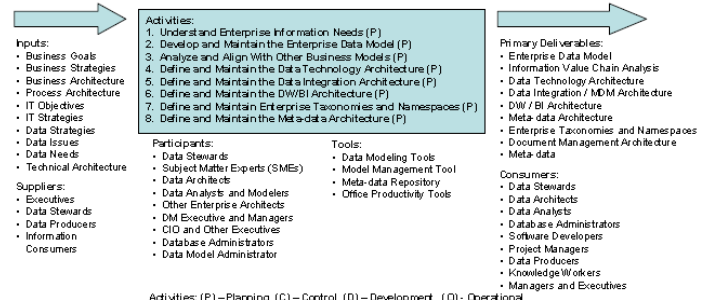 Activities:
1. Understand Enterprise Information Needs (P)
2. Develop and Maintain the Enterprise Data Model (P)
3. Analyze and Align With Other Business Models (P)
4. Define and Maintain the Data Technology Architecture (P)
5. Define and Maintain the Data Integration Architecture (P)
6. Define and Maintain the DW/BI Architecture (P)
7. Define and Maintain Enterprise Taxonomies and Namespaces (P)
8. Define and Maintain the Meta-data Architecture (P)
Inputs:
• Business Goals
• Business Strategies
• Business Architecture
• Process Architecture
• IT Objectives
• IT Strategies
• Data Strategies
• Data Issues
• Data Needs
• Technical Architecture
Suppliers:
• Executives
• Data Stewards
• Data Producers
• Information
Consumers
Participants:
• Data Stewards
• Subject Matter Experts (SMEs)
• Data Architects
• Data Analysts and Modelers
• Other Enterprise Architects
• DM Executive and Managers
• CIO and Other Executives
• Database Administrators
• Data Model Administrator
Tools:
• Data Modeling Tools
• Model Management Tool
• Meta-data Repository
• Office Productivity Tools
Primary Deliverables:
• Enterprise Data Model
• Information Value Chain Analysis
• Data Technology Architecture
• Data Integration / MDM Architecture
• DW / BI Architecture
• Meta-data Architecture
• Enterprise Taxonomies and Namespaces
• Document Management Architecture
• Meta-data
Consumers:
• Data Stewards
• Data Architects
• Data Analysts
• Database Administrators
• Software Developers
• Project Managers
• Data Producers
• Knowledge Workers
• Managers and Executives
Activities: (P) – Planning (C) – Control (D) – Development (O) - Operational